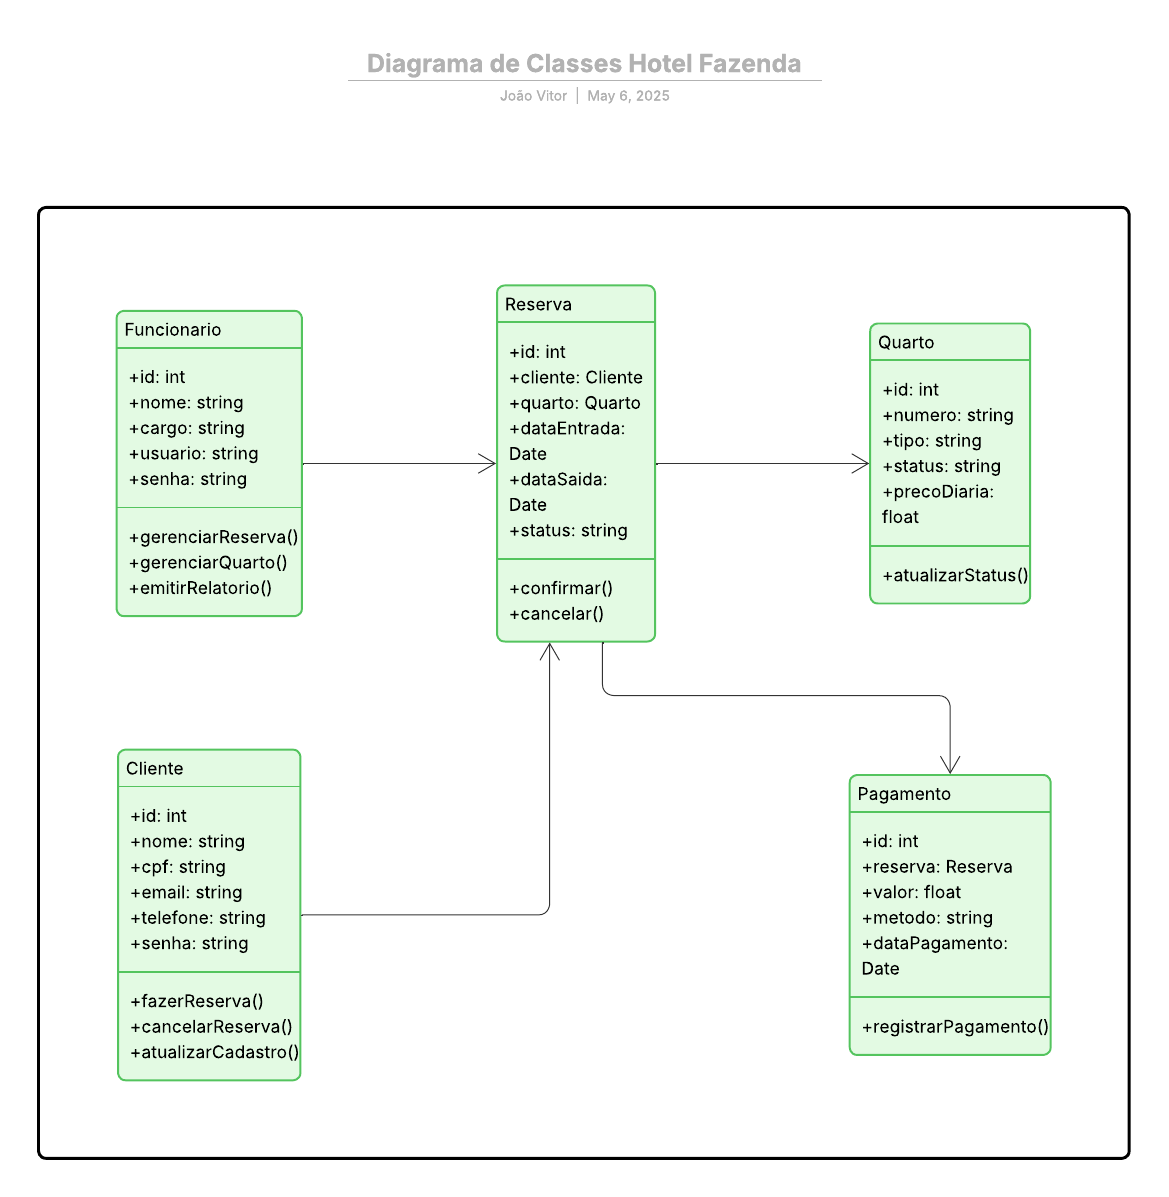 Diagrama de Classes Hotel Fazenda
João Vitor | May 6, 2025
Funcionario
+id: int
+nome: string
+cargo: string
+usuario: string
+senha: string
+gerenciarReserva()
+gerenciarQuarto()
+emitirRelatorio()
Reserva
+id: int
+cliente: Cliente
+quarto: Quarto
+dataEntrada:
Date
+dataSaida:
Date
+status: string
+confirmar()
+cancelar()
Quarto
+id: int
+numero: string
+tipo: string
+status: string
+precoDiaria:
float
+atualizarStatus()
Cliente
+id: int
+nome: string
+cpf: string
+email: string
+telefone: string
+senha: string
+fazerReserva()
+cancelarReserva()
+atualizarCadastro()
Pagamento
+id: int
+reserva: Reserva
+valor: float
+metodo: string
+dataPagamento:
Date
+registrarPagamento()